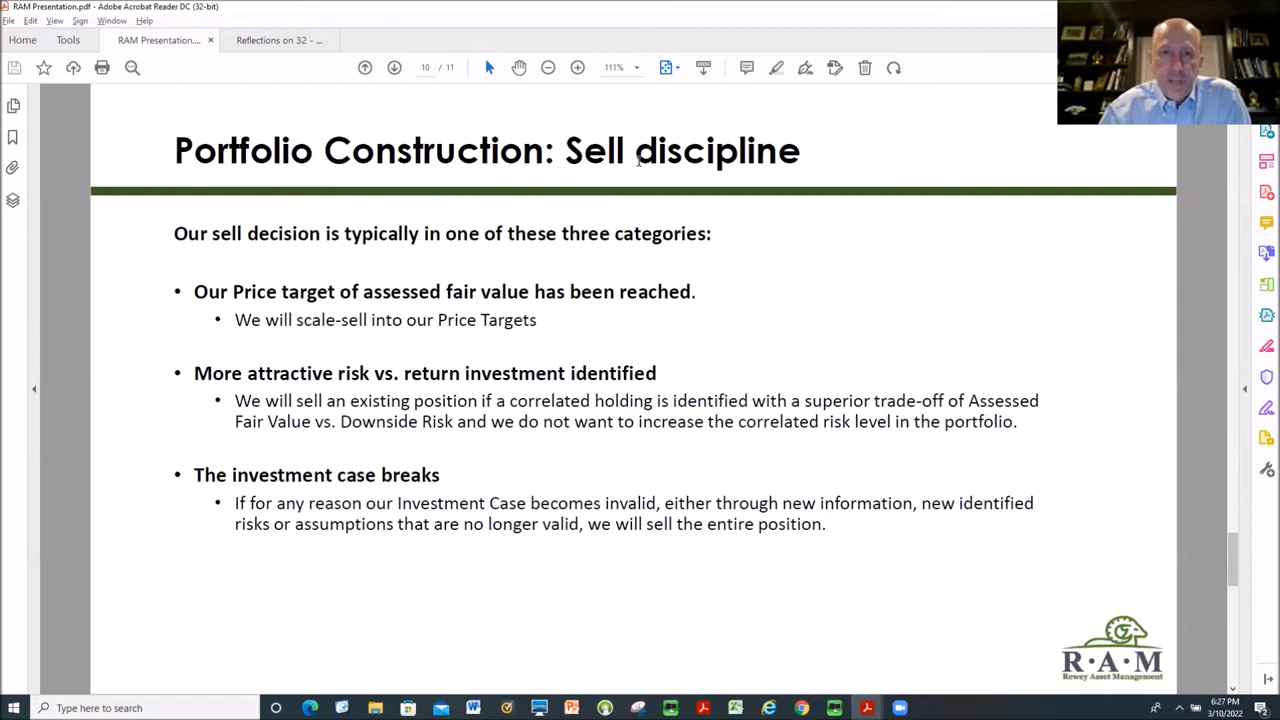 RAM Presentation.pdf - Adobe Acrobat Reader DC (32-bit)
File Edit View Sign Window Help
Home Tools RAM Presentation.... × Reflections on 32 - ...
10 / 11 111%
Portfolio Construction: Sell discipline
Our sell decision is typically in one of these three categories:
• Our Price target of assessed fair value has been reached.
• We will scale-sell into our Price Targets
• More attractive risk vs. return investment identified
• We will sell an existing position if a correlated holding is identified with a superior trade-off of Assessed
Fair Value vs. Downside Risk and we do not want to increase the correlated risk level in the portfolio.
• The investment case breaks
• If for any reason our Investment Case becomes invalid, either through new information, new identified
risks or assumptions that are no longer valid, we will sell the entire position.
R·A·M
Rewey Asset Management
Type here to search
6:27 PM
3/10/2022